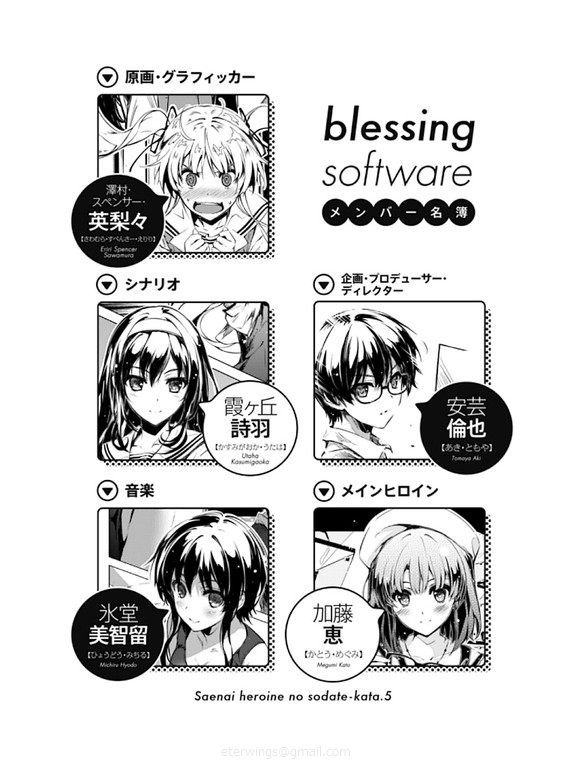 原画・グラフィッカー
澤村・
スペンサー・
英梨々
【さわむら・すぺんさー・えりり】
Eriri Spencer
Sawamura
blessing
software
メンバー名簿
シナリオ
霞ヶ丘
詩羽
【かすみがおか・うたは】
Utaha
Kasumigaoka
企画・プロデューサー・
ディレクター
安芸
倫也
【あき・ともや】
Tomoya Aki
音楽
氷堂
美智留
【ひょうどう・みちる】
Michiru Hyodo
メインヒロイン
加藤
恵
【かとう・めぐみ】
Megumi Kato
Saenai heroine no sodate-kata.5
eterwings@gmail.com